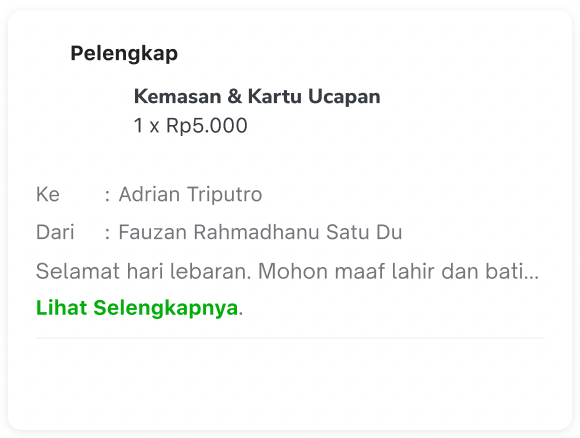 Pelengkap
Kemasan & Kartu Ucapan
1 x Rp5.000
Ke : Adrian Triputro
Dari : Fauzan Rahmadhanu Satu Du
Selamat hari lebaran. Mohon maaf lahir dan bati...
Lihat Selengkapnya.